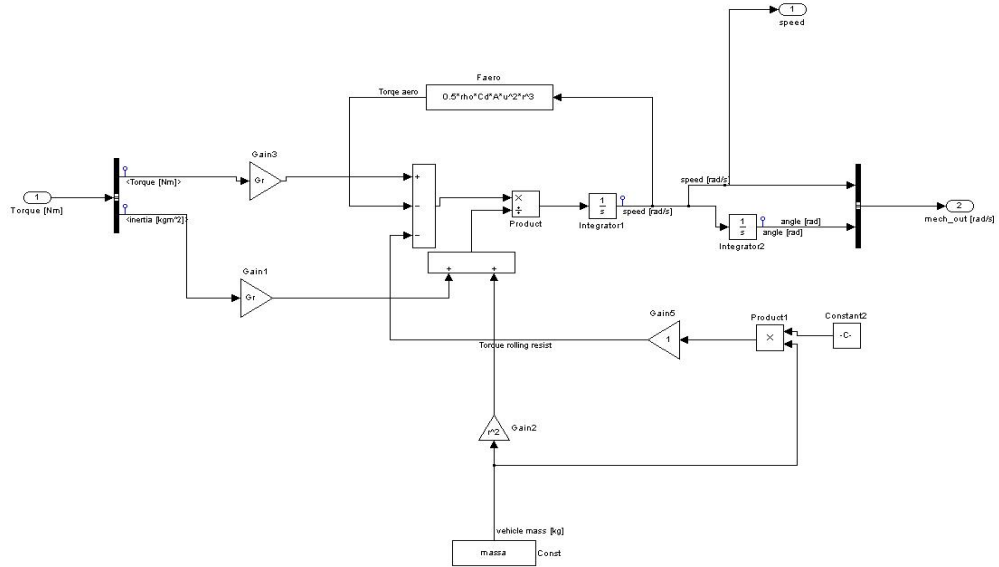 1
speed
Faero
Torqe aero
0.5*rho*Cd*A*u^2*r^3
Gain3
1
<Torque [Nm]>
Gr
+
−
−
×
÷
Product
1
s
Integrator1
speed [rad/s]
speed [rad/s]
2
mech_out [rad/s]
Torque [Nm]
<inertia [kgm^2]>
1
s
Integrator2
angle [rad]
angle [rad]
+
+
Gain1
Gr
Gain5
1
Product1
×
Constant2
-C-
Torque rolling resist
r^2
Gain2
vehicle mass [kg]
massa
Const